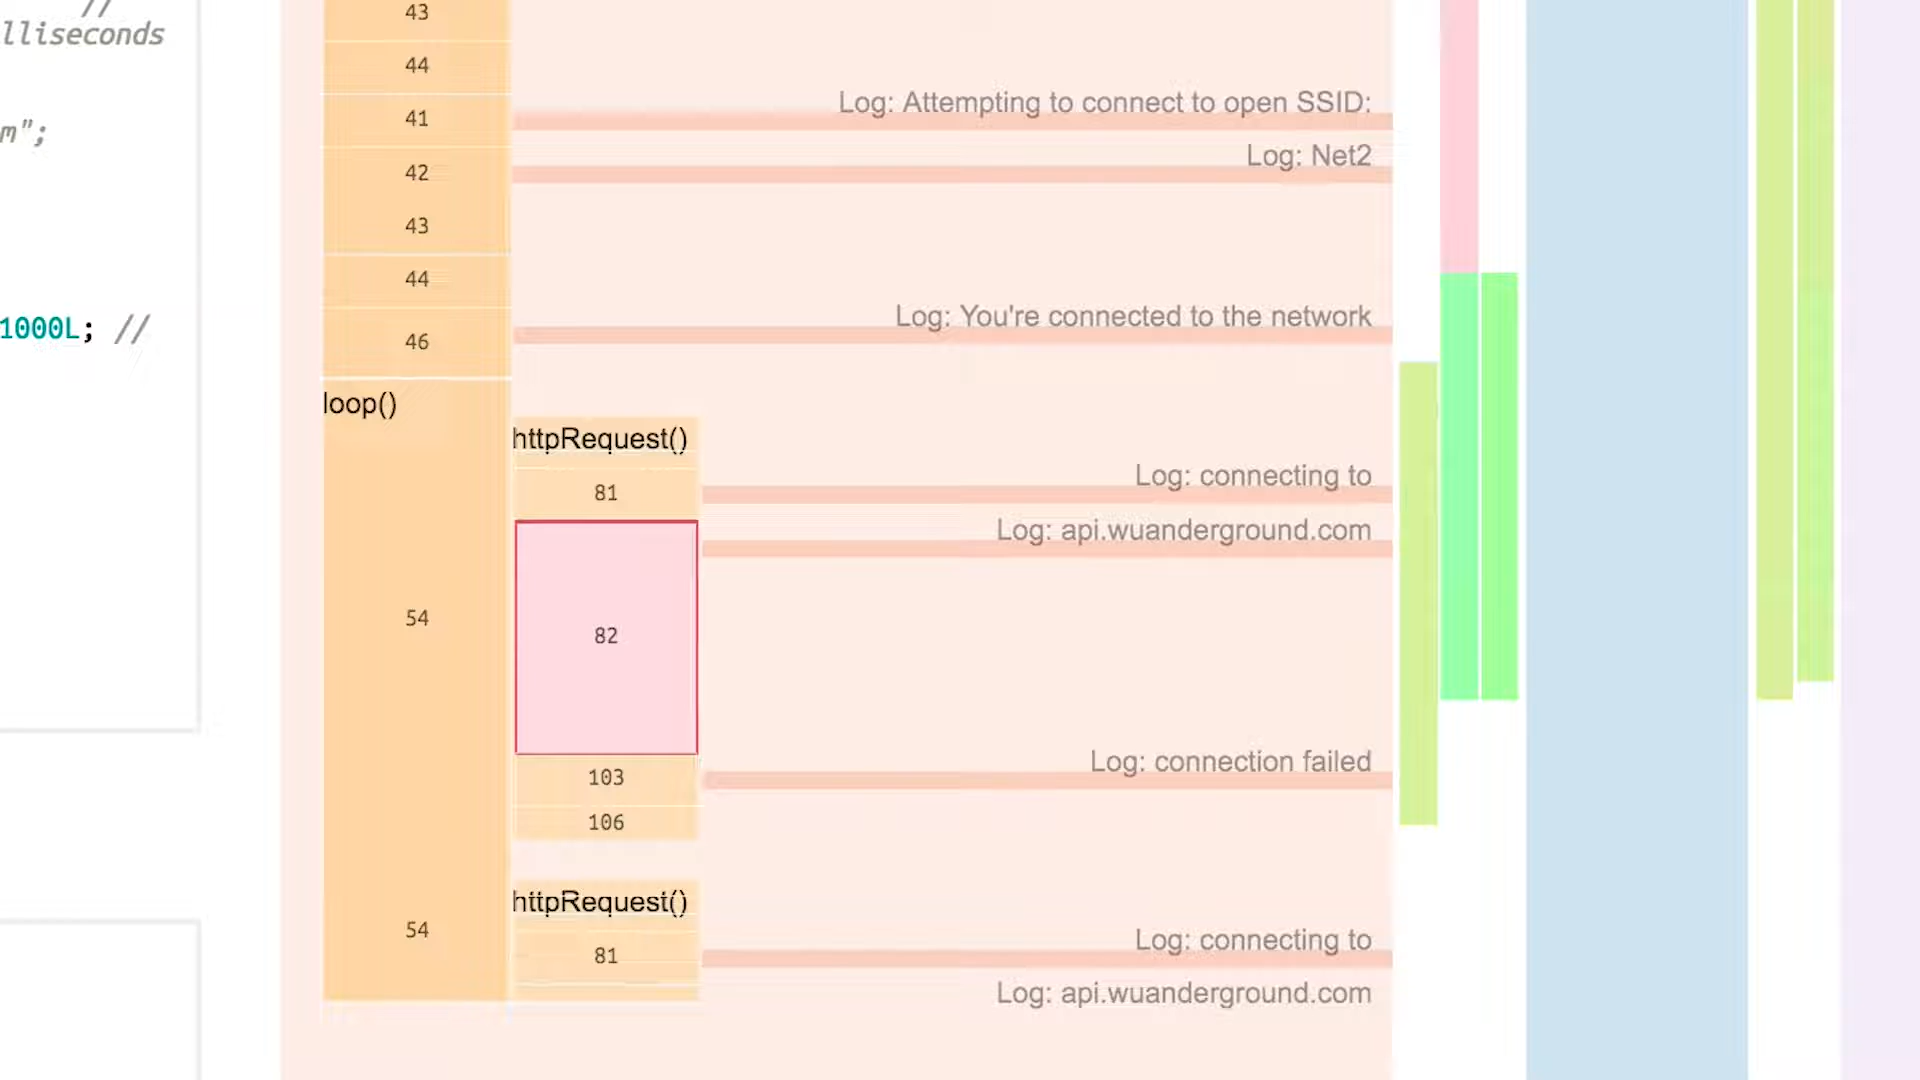 //
lliseconds
m";
1000L; //
43
44
41
Log: Attempting to connect to open SSID:
42
Log: Net2
43
44
46
Log: You're connected to the network
loop()
httpRequest()
81
Log: connecting to
Log: api.wuanderground.com
54
82
103
Log: connection failed
106
httpRequest()
54
81
Log: connecting to
Log: api.wuanderground.com